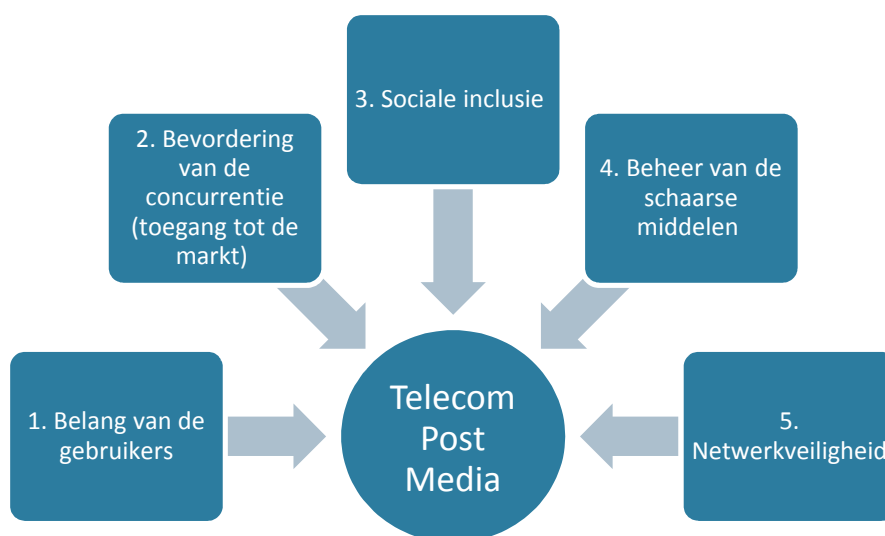 1. Belang van de
gebruikers
2. Bevordering
van de
concurrentie
(toegang tot de
markt)
3. Sociale inclusie
4. Beheer van de
schaarse
middelen
5.
Netwerkveiligheid
Telecom
Post
Media